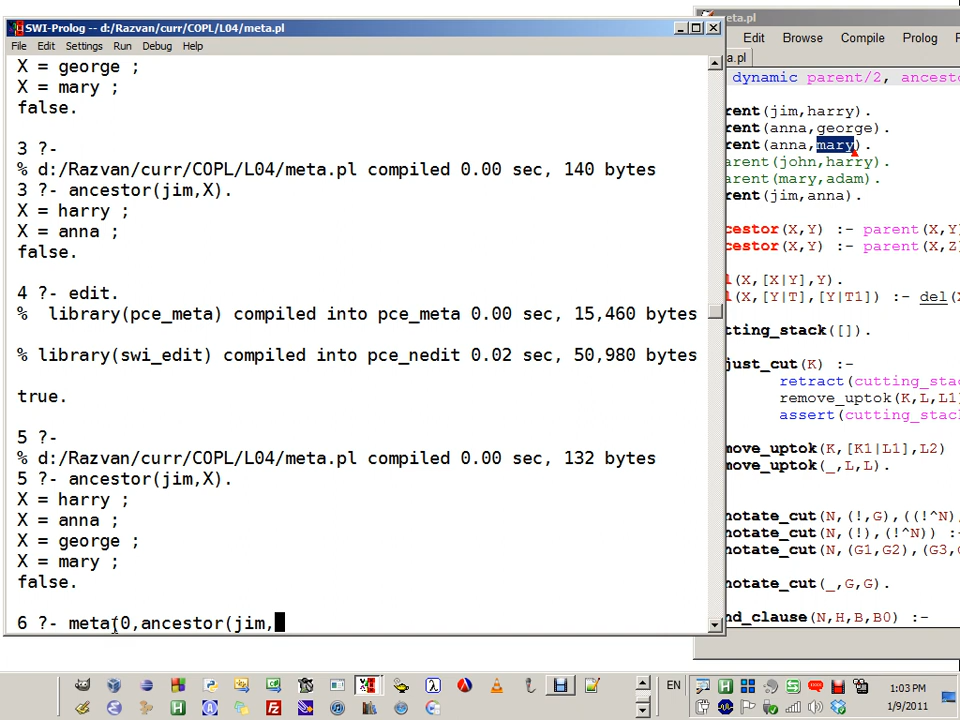 SWI-Prolog -- d:/Razvan/curr/COPL/L04/meta.pl
File Edit Settings Run Debug Help
X = george ;
X = mary ;
false.
3 ?-
% d:/Razvan/curr/COPL/L04/meta.pl compiled 0.00 sec, 140 bytes
3 ?- ancestor(jim,X).
X = harry ;
X = anna ;
false.
4 ?- edit.
%  library(pce_meta) compiled into pce_meta 0.00 sec, 15,460 bytes
% library(swi_edit) compiled into pce_nedit 0.02 sec, 50,980 bytes
true.
5 ?-
% d:/Razvan/curr/COPL/L04/meta.pl compiled 0.00 sec, 132 bytes
5 ?- ancestor(jim,X).
X = harry ;
X = anna ;
X = george ;
X = mary ;
false.
6 ?- meta(0,ancestor(jim,
eta.pl
Edit Browse Compile Prolog P
a.pl
dynamic parent/2, ancesto
rent(jim,harry).
rent(anna,george).
rent(anna,mary).
arent(john,harry).
arent(mary,adam).
rent(jim,anna).
cestor(X,Y) :- parent(X,Y
cestor(X,Y) :- parent(X,Z
l(X,[X|Y],Y).
l(X,[Y|T],[Y|T1]) :- del(X
tting_stack([]).
just_cut(K) :-
retract(cutting_sta
remove_uptok(K,L,L1
assert(cutting_stac
move_uptok(K,[K1|L1],L2)
move_uptok(_,L,L).
notate_cut(N,(!,G),((!^N),
notate_cut(N,(!),(!^N)) :-
notate_cut(N,(G1,G2),(G3,G
notate_cut(_,G,G).
nd_clause(N,H,B,B0) :-
EN
1:03 PM
1/9/2011